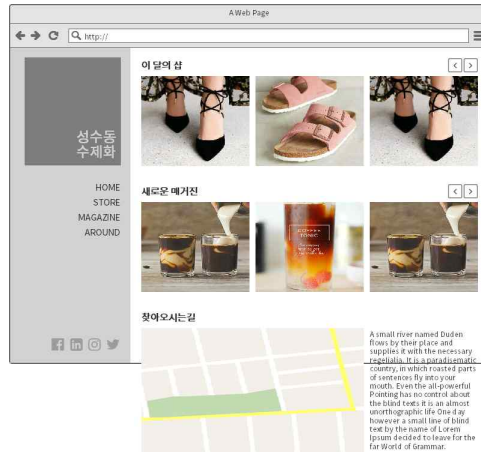 A Web Page
http://
성수동
수제화
HOME
STORE
MAGAZINE
AROUND
이 달의 샵
새로운 매거진
COFFEE
TONIC
찾아오시는길
A small river named Duden
flows by their place and
supplies it with the necessary
regelialia. It is a paradisematic
country, in which roasted parts
of sentences fly into your
mouth. Even the all-powerful
Pointing has no control about
the blind texts it is an almost
unorthographic life One day
however a small line of blind
text by the name of Lorem
Ipsum decided to leave for the
far World of Grammar.